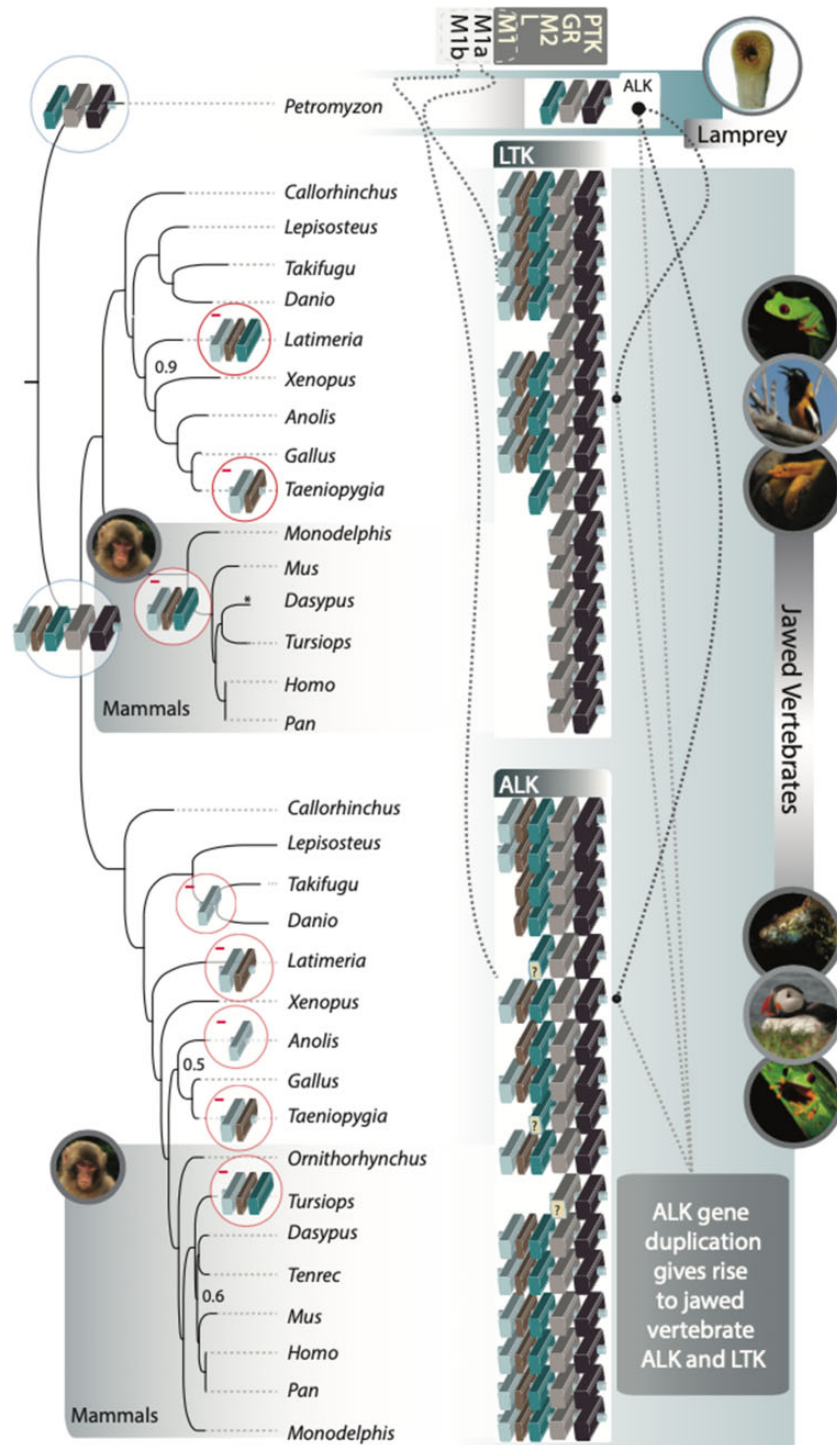 PTK
GR
M2
L
M1
M1a
M1b
Petromyzon
ALK
Lamprey
LTK
Callorhinchus
Lepisosteus
Takifugu
Danio
Latimeria
0.9
Xenopus
Anolis
Gallus
Taeniopygia
Monodelphis
Mus
*
Dasypus
Tursiops
Homo
Pan
Mammals
Jawed Vertebrates
ALK
Callorhinchus
Lepisosteus
Takifugu
Danio
Latimeria
?
Xenopus
Anolis
0.5
Gallus
Taeniopygia
?
Ornithorhynchus
Tursiops
?
Dasypus
Tenrec
0.6
Mus
Homo
Pan
Monodelphis
Mammals
ALK gene
duplication
gives rise
to jawed
vertebrate
ALK and LTK